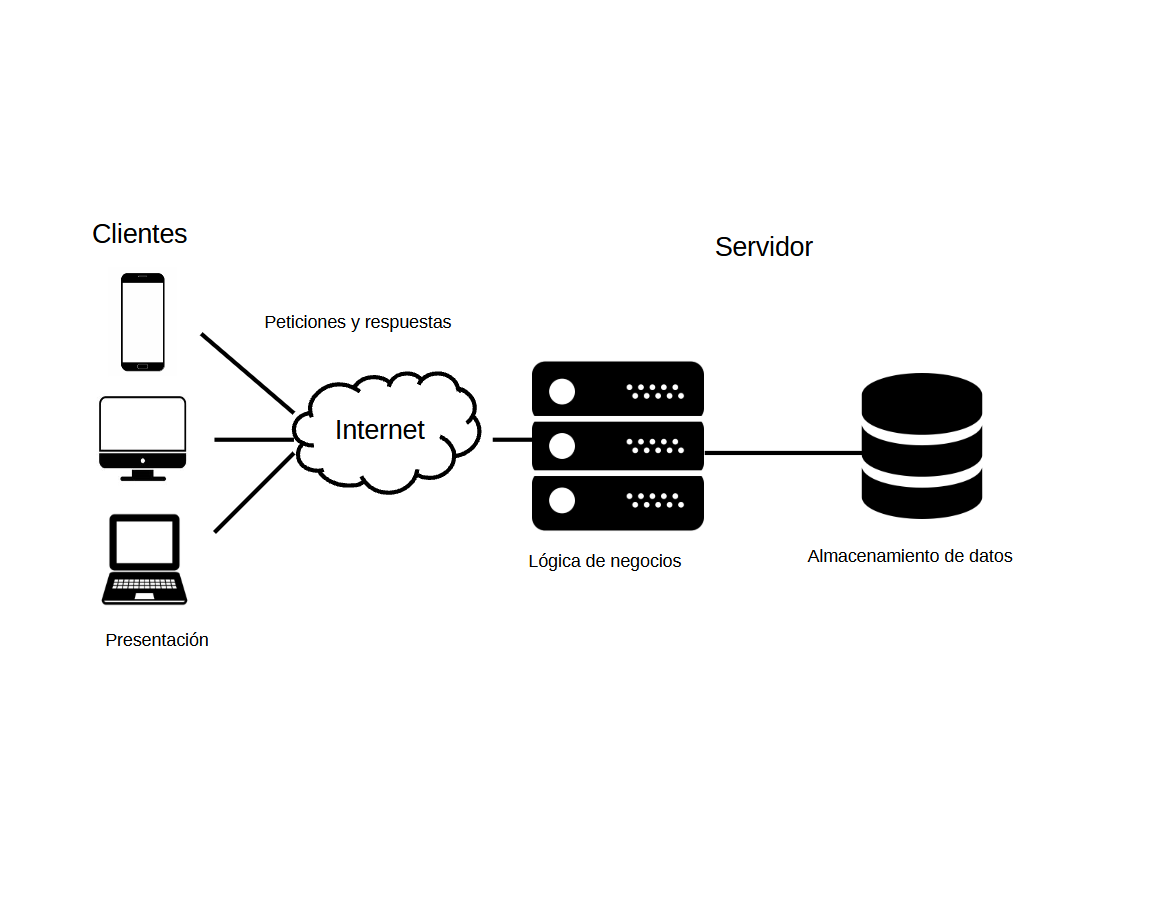 Clientes
Servidor
Peticiones y respuestas
Internet
Lógica de negocios
Almacenamiento de datos
Presentación